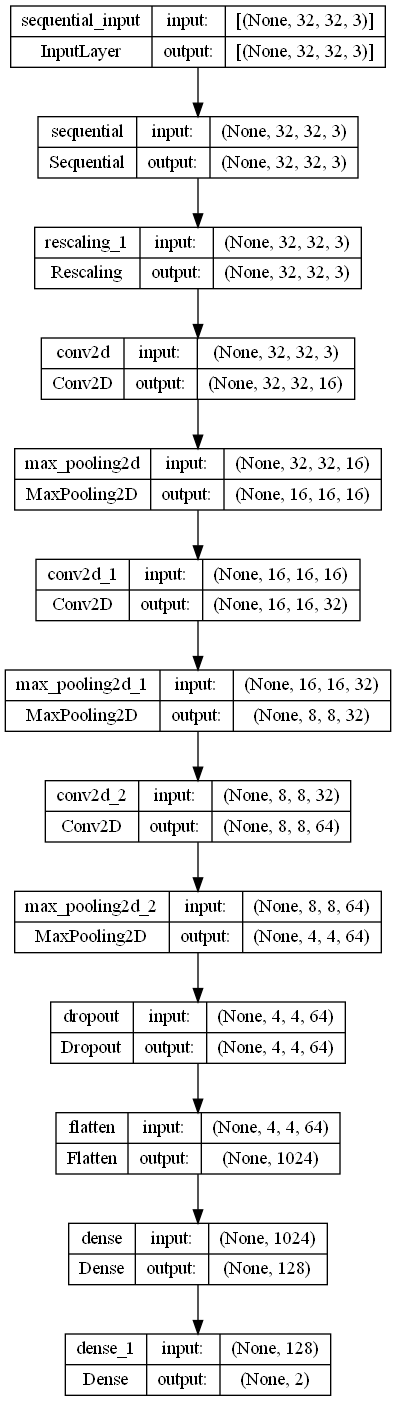 sequential_input input: [(None, 32, 32, 3)]
InputLayer output: [(None, 32, 32, 3)]
sequential input: (None, 32, 32, 3)
Sequential output: (None, 32, 32, 3)
rescaling_1 input: (None, 32, 32, 3)
Rescaling output: (None, 32, 32, 3)
conv2d input: (None, 32, 32, 3)
Conv2D output: (None, 32, 32, 16)
max_pooling2d input: (None, 32, 32, 16)
MaxPooling2D output: (None, 16, 16, 16)
conv2d_1 input: (None, 16, 16, 16)
Conv2D output: (None, 16, 16, 32)
max_pooling2d_1 input: (None, 16, 16, 32)
MaxPooling2D output: (None, 8, 8, 32)
conv2d_2 input: (None, 8, 8, 32)
Conv2D output: (None, 8, 8, 64)
max_pooling2d_2 input: (None, 8, 8, 64)
MaxPooling2D output: (None, 4, 4, 64)
dropout input: (None, 4, 4, 64)
Dropout output: (None, 4, 4, 64)
flatten input: (None, 4, 4, 64)
Flatten output: (None, 1024)
dense input: (None, 1024)
Dense output: (None, 128)
dense_1 input: (None, 128)
Dense output: (None, 2)